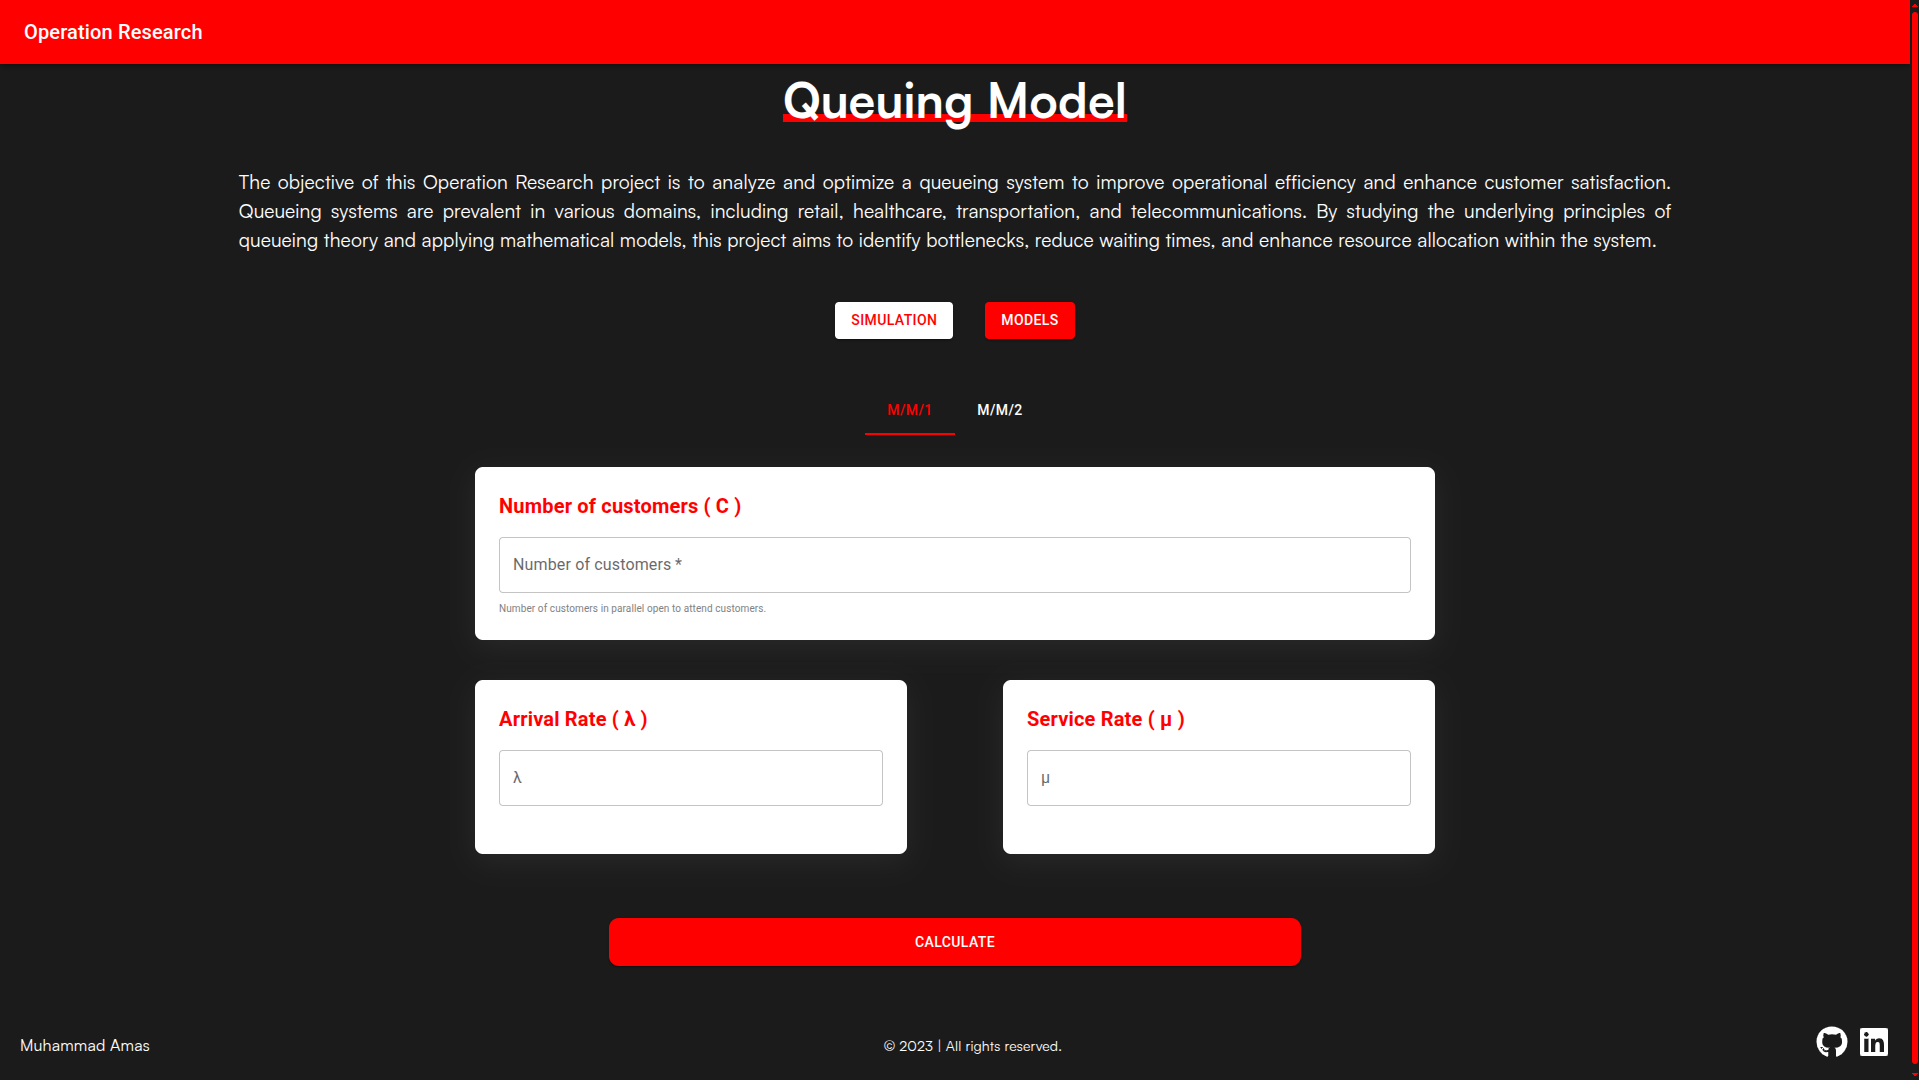 Operation Research
Queuing Model
The objective of this Operation Research project is to analyze and optimize a queueing system to improve operational efficiency and enhance customer satisfaction.
Queueing systems are prevalent in various domains, including retail, healthcare, transportation, and telecommunications. By studying the underlying principles of
queueing theory and applying mathematical models, this project aims to identify bottlenecks, reduce waiting times, and enhance resource allocation within the system.
SIMULATION MODELS
M/M/1 M/M/2
Number of customers ( C )
Number of customers *
Number of customers in parallel open to attend customers.
Arrival Rate ( λ )
λ
Service Rate ( μ )
μ
CALCULATE
Muhammad Amas
© 2023 | All rights reserved.
in